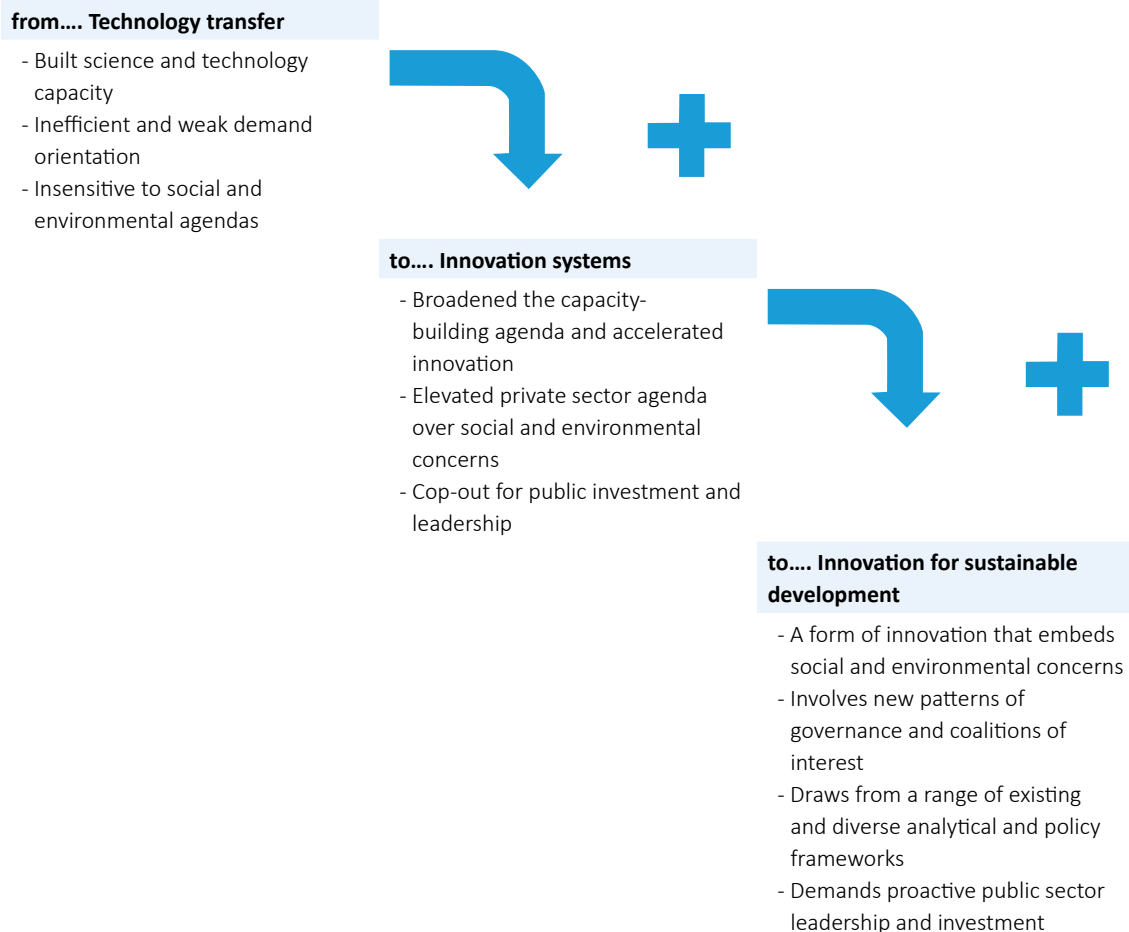 from…. Technology transfer
- Built science and technology
capacity
- Inefficient and weak demand
orientation
- Insensitive to social and
environmental agendas
to…. Innovation systems
- Broadened the capacity-
building agenda and accelerated
innovation
- Elevated private sector agenda
over social and environmental
concerns
- Cop-out for public investment and
leadership
to…. Innovation for sustainable
development
- A form of innovation that embeds
social and environmental concerns
- Involves new patterns of
governance and coalitions of
interest
- Draws from a range of existing
and diverse analytical and policy
frameworks
- Demands proactive public sector
leadership and investment